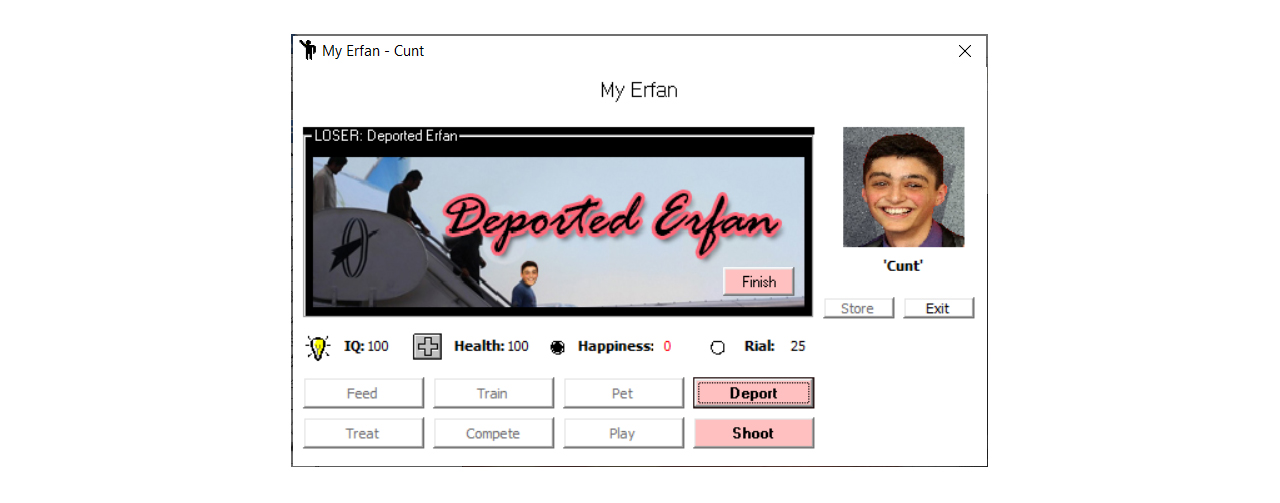 My Erfan - Cunt
My Erfan
LOSER: Deported Erfan
Deported Erfan
Finish
'Cunt'
Store Exit
IQ: 100 Health: 100 Happiness: 0 Rial: 25
Feed Train Pet Deport
Treat Compete Play Shoot